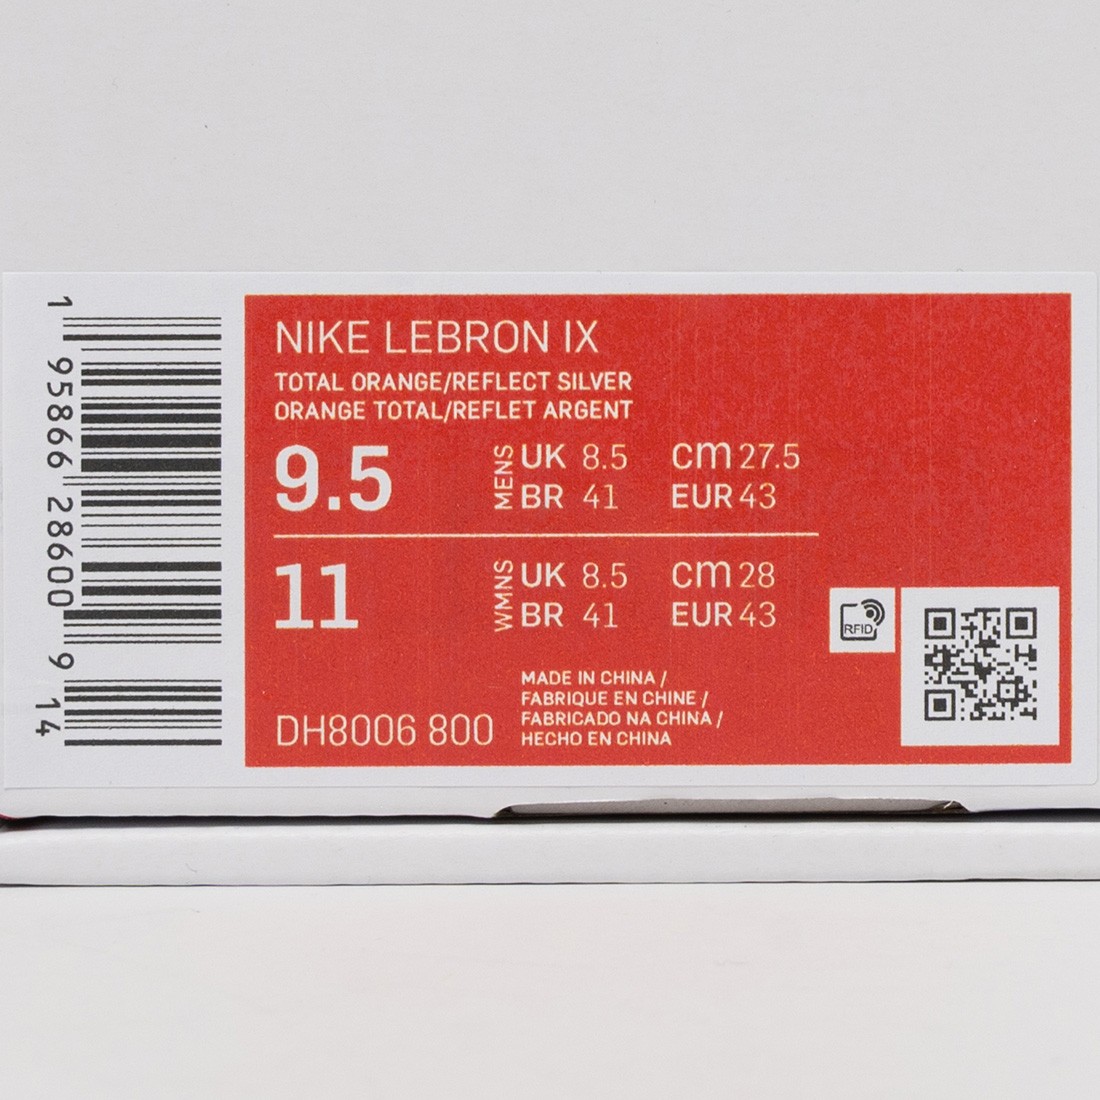 1 95866 28600 9 14
NIKE LEBRON IX
TOTAL ORANGE/REFLECT SILVER
ORANGE TOTAL/REFLET ARGENT
9.5 MENS UK 8.5 cm 27.5
BR 41 EUR 43
11 WMNS UK 8.5 cm 28
BR 41 EUR 43
RFID
MADE IN CHINA /
FABRIQUE EN CHINE /
FABRICADO NA CHINA /
HECHO EN CHINA
DH8006 800